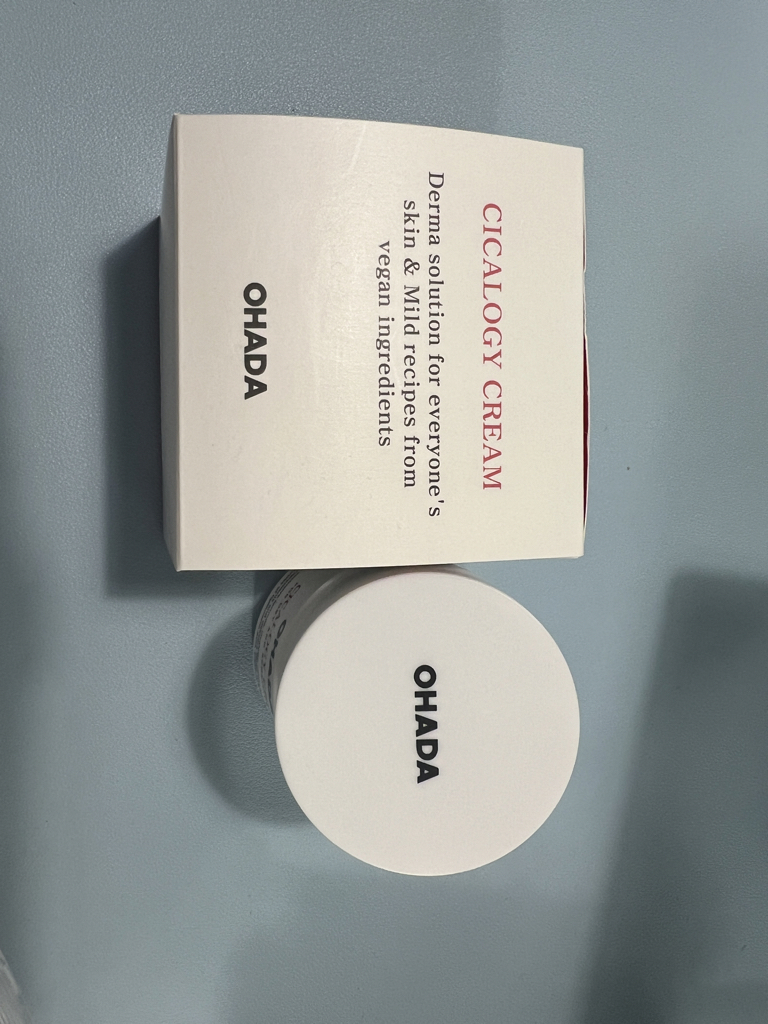 CICALOGY CREAM
Derma solution for everyone's
skin & Mild recipes from
vegan ingredients
OHADA
OHADA